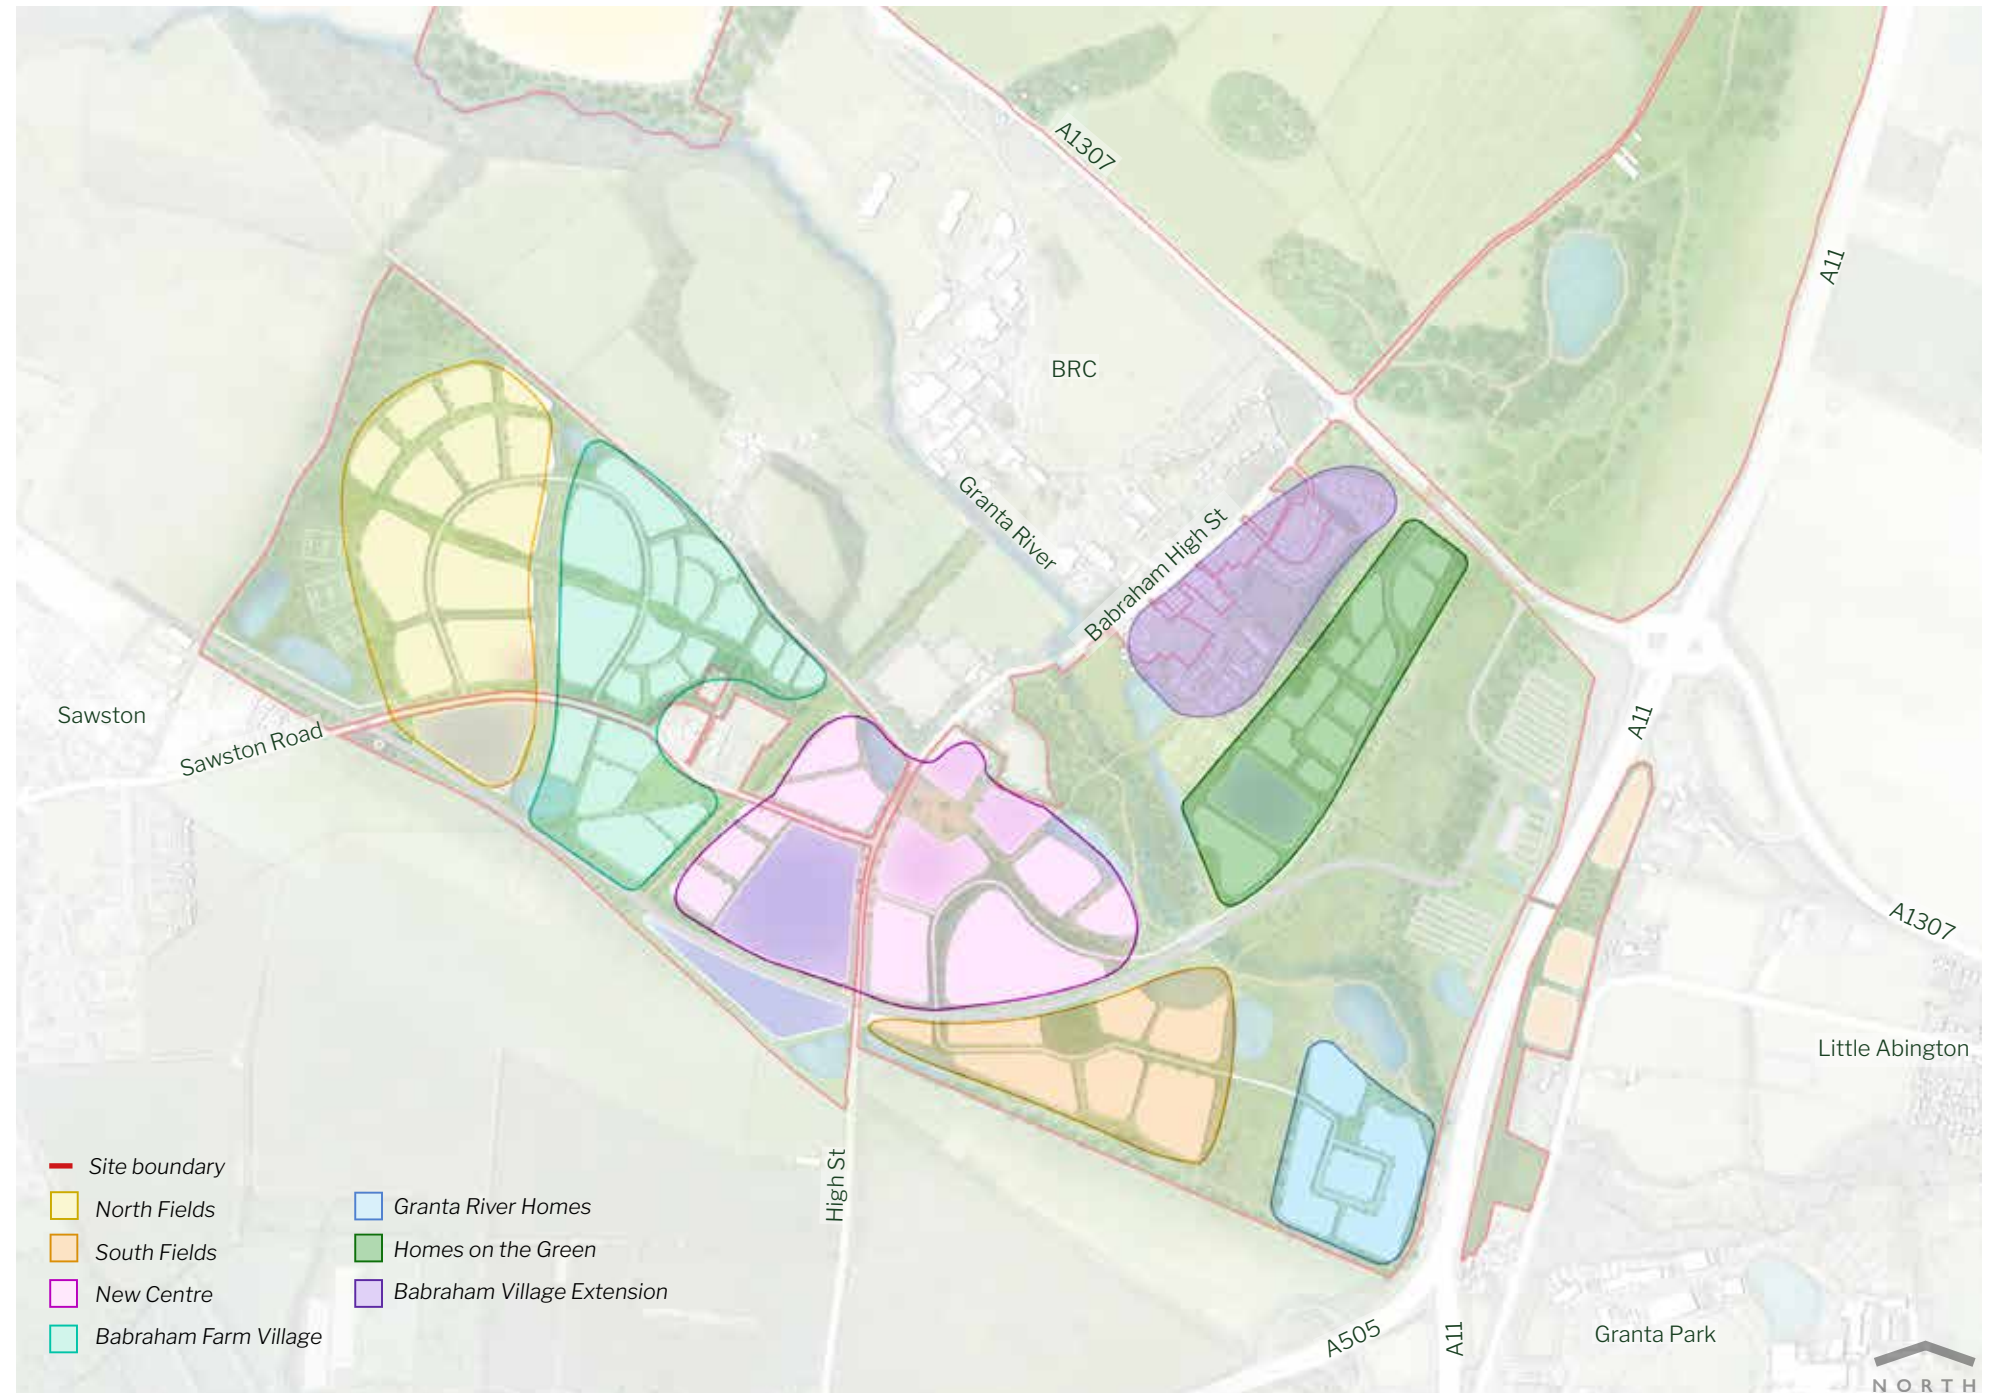 A1307
A11
BRC
Granta River
Babraham High St
Sawston
Sawston Road
A11
A1307
Little Abington
High St
A505
A11
Granta Park
Site boundary
North Fields
South Fields
New Centre
Babraham Farm Village
Granta River Homes
Homes on the Green
Babraham Village Extension
NORTH